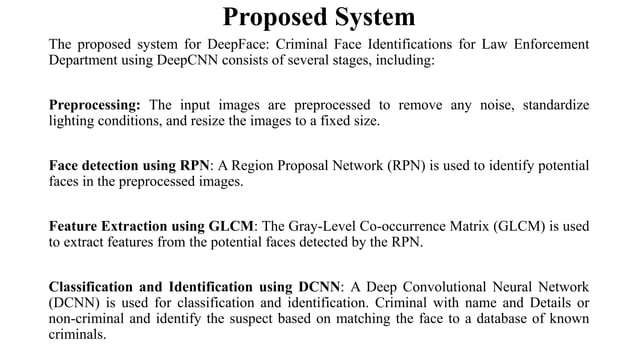 Proposed System
The proposed system for DeepFace: Criminal Face Identifications for Law Enforcement
Department using DeepCNN consists of several stages, including:
Preprocessing: The input images are preprocessed to remove any noise, standardize
lighting conditions, and resize the images to a fixed size.
Face detection using RPN: A Region Proposal Network (RPN) is used to identify potential
faces in the preprocessed images.
Feature Extraction using GLCM: The Gray-Level Co-occurrence Matrix (GLCM) is used
to extract features from the potential faces detected by the RPN.
Classification and Identification using DCNN: A Deep Convolutional Neural Network
(DCNN) is used for classification and identification. Criminal with name and Details or
non-criminal and identify the suspect based on matching the face to a database of known
criminals.